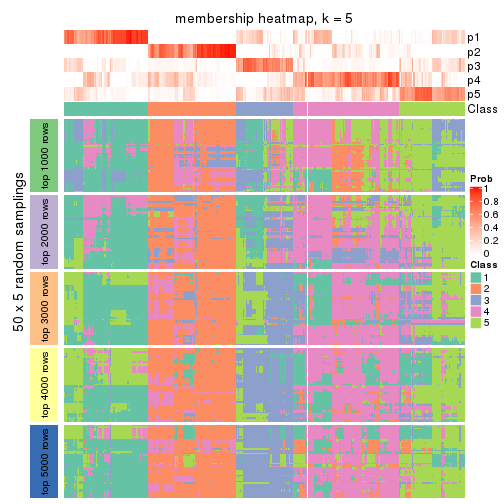 membership heatmap, k = 5
p1
p2
p3
p4
p5
Class
50 x 5 random samplings
top 1000 rows
top 2000 rows
top 3000 rows
top 4000 rows
top 5000 rows
Prob
1
0.8
0.6
0.4
0.2
0
Class
1
2
3
4
5